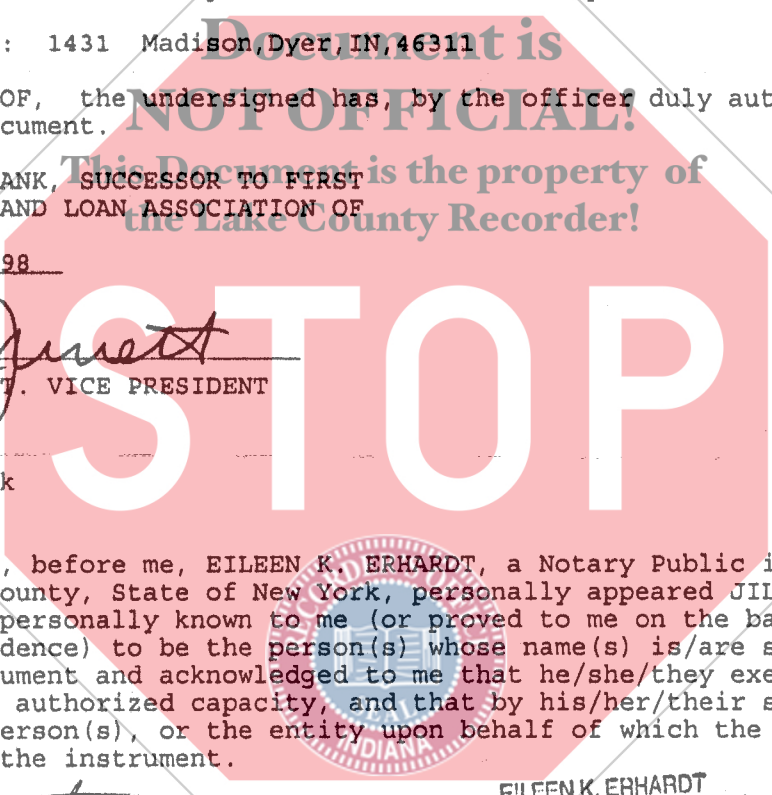 Document is
: 1431 Madison,Dyer,IN,46311
OF, the undersigned has, by the officer duly aut
cument.
NOT OFFICIAL!
This Document is the property of
ANK, SUCCESSOR TO FIRST
AND LOAN ASSOCIATION OF
the Lake County Recorder!
98
STOP
T. VICE PRESIDENT
k
, before me, EILEEN K. ERHARDT, a Notary Public i
ounty, State of New York, personally appeared JIL
personally known to me (or proved to me on the ba
dence) to be the person(s) whose name(s) is/are s
ument and acknowledged to me that he/she/they exe
authorized capacity, and that by his/her/their s
erson(s), or the entity upon behalf of which the
the instrument.
SEAL
INDIANA
EILEEN K. ERHARDT